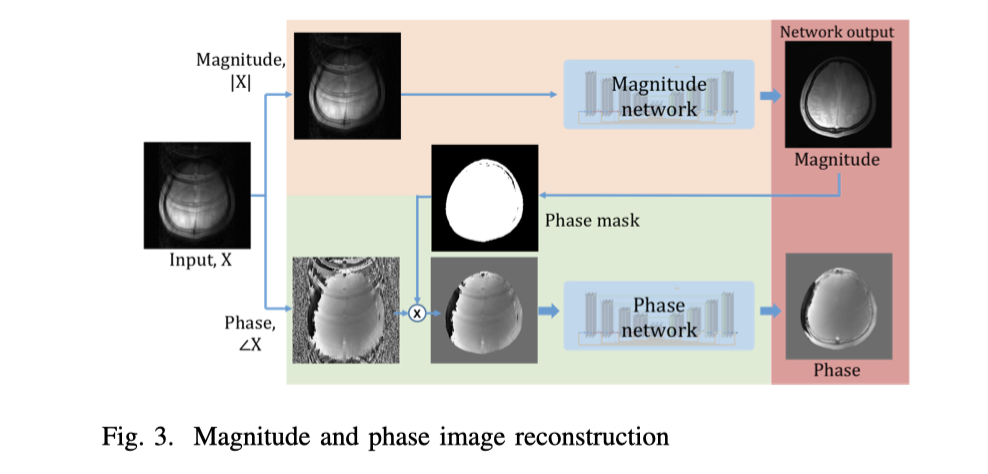 Network output
Magnitude,
|X|
Magnitude
network
Magnitude
Phase mask
Input, X
Phase,
∠X
x
Phase
network
Phase
Fig. 3. Magnitude and phase image reconstruction